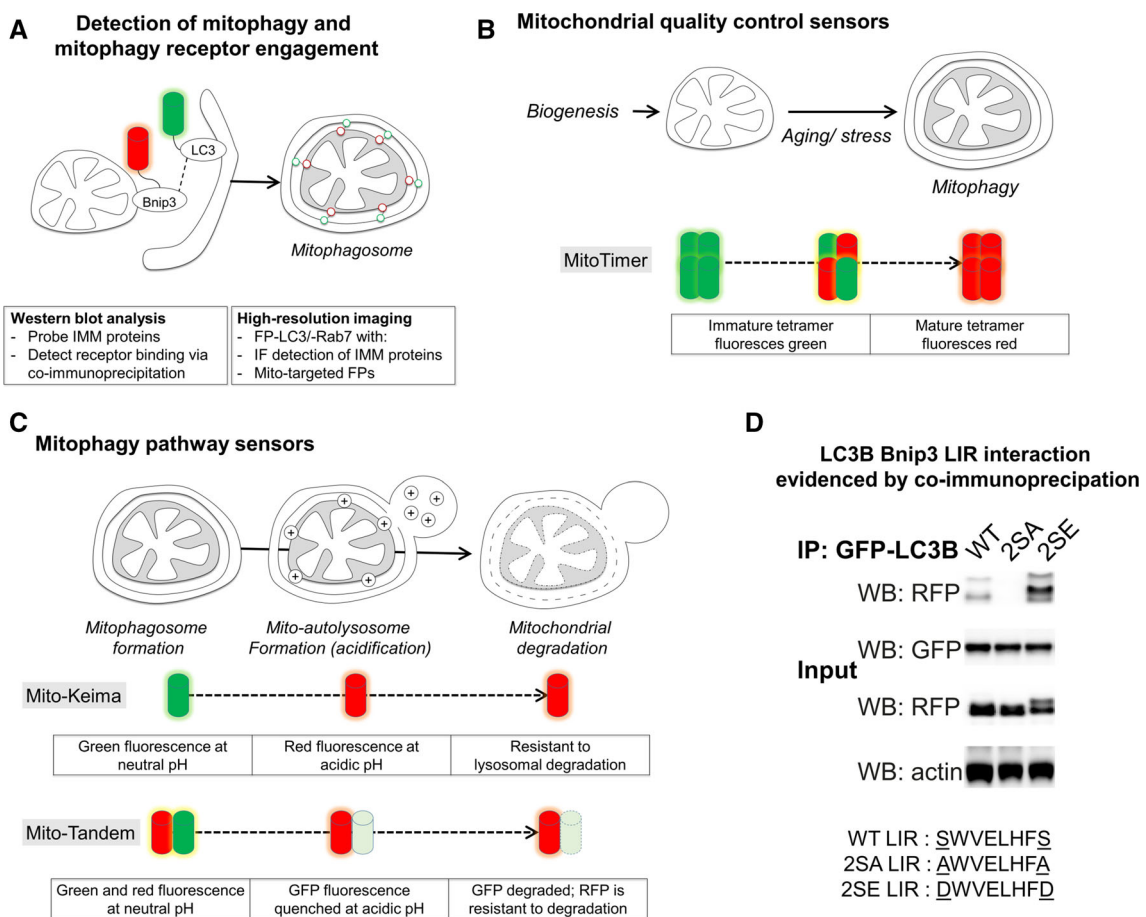 A
Detection of mitophagy and
mitophagy receptor engagement
LC3
Bnip3
Mitophagosome
Western blot analysis
- Probe IMM proteins
- Detect receptor binding via
co-immunoprecipitation
High-resolution imaging
- FP-LC3/-Rab7 with:
- IF detection of IMM proteins
- Mito-targeted FPs
B
Mitochondrial quality control sensors
Biogenesis
Aging/ stress
Mitophagy
MitoTimer
Immature tetramer
fluoresces green
Mature tetramer
fluoresces red
C
Mitophagy pathway sensors
+ + + + + + + + + +
Mitophagosome
formation
Mito-autolysosome
Formation (acidification)
Mitochondrial
degradation
Mito-Keima
Green fluorescence at
neutral pH
Red fluorescence at
acidic pH
Resistant to
lysosomal degradation
Mito-Tandem
Green and red fluorescence
at neutral pH
GFP fluorescence
quenched at acidic pH
GFP degraded; RFP is
resistant to degradation
D
LC3B Bnip3 LIR interaction
evidenced by co-immunoprecipation
IP: GFP-LC3B
WT 2SA 2SE
WB: RFP
WB: GFP
Input
WB: RFP
WB: actin
WT LIR : SWVELHFS
2SA LIR : AWVELHFA
2SE LIR : DWVELHFD